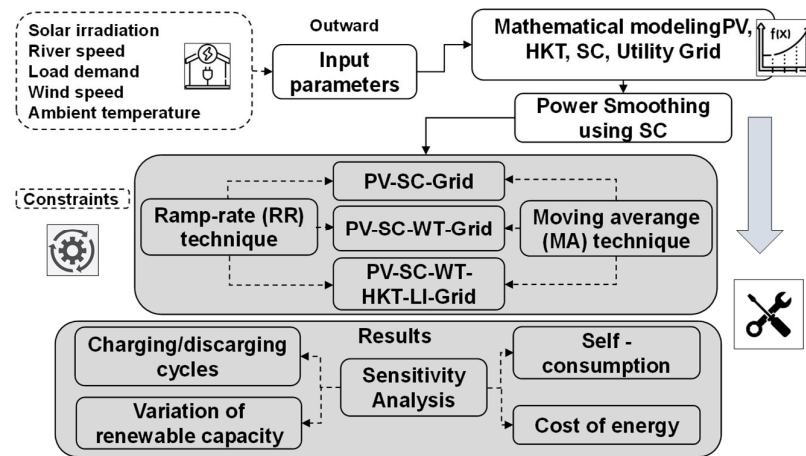 Solar irradiation
River speed
Load demand
Wind speed
Ambient temperature
Outward
Input
parameters
Mathematical modelingPV,
HKT, SC, Utility Grid
f(X)
Power Smoothing
using SC
Constraints
PV-SC-Grid
Ramp-rate (RR)
technique
PV-SC-WT-Grid
Moving averange
(MA) technique
PV-SC-WT-
HKT-LI-Grid
Results
Charging/discarging
cycles
Self -
consumption
Sensitivity
Analysis
Variation of
renewable capacity
Cost of energy